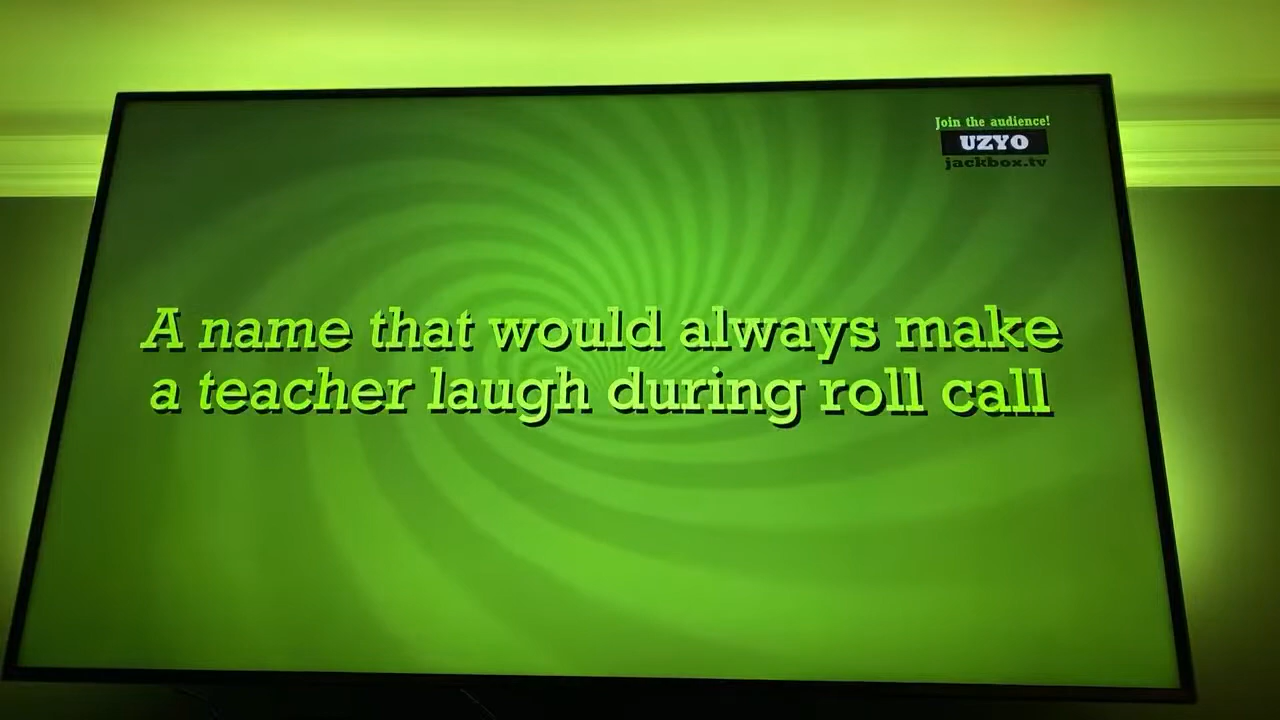 Join the audience!
UZYO
jackbox.tv
A name that would always make
a teacher laugh during roll call